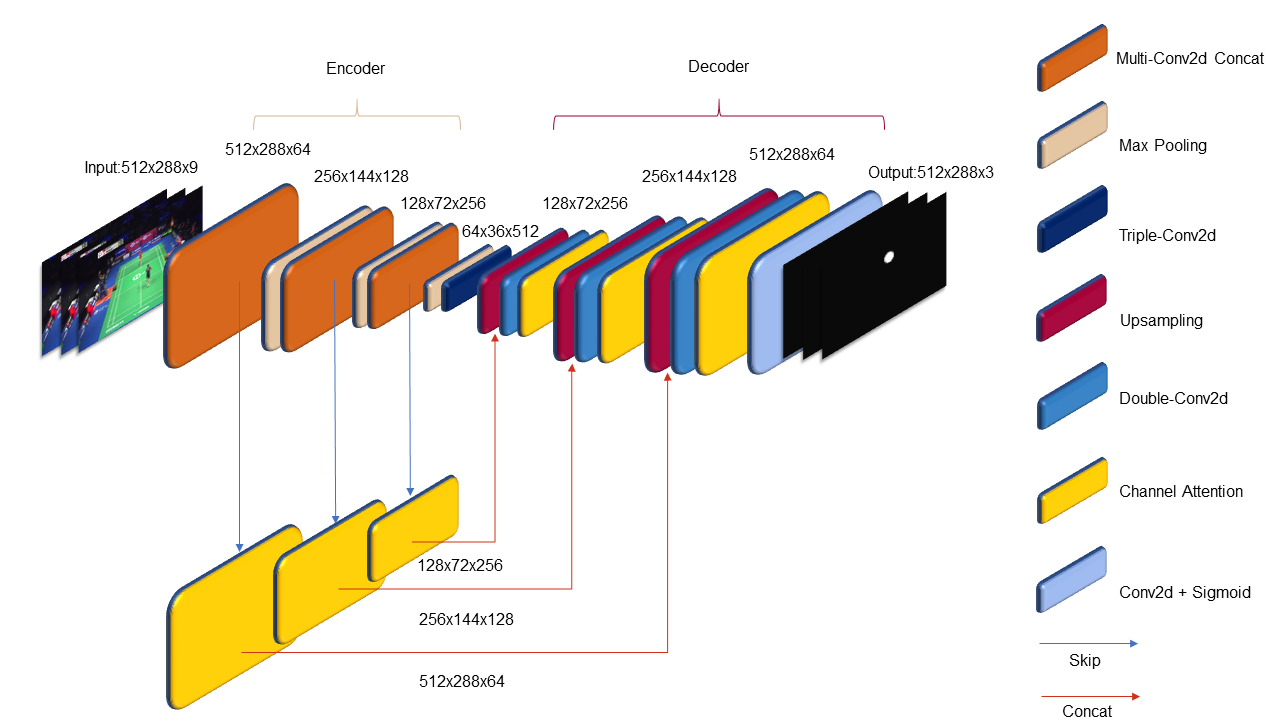 Encoder
Decoder
Input:512x288x9
512x288x64
256x144x128
128x72x256
64x36x512
128x72x256
256x144x128
512x288x64
Output:512x288x3
128x72x256
256x144x128
512x288x64
Multi-Conv2d Concat
Max Pooling
Triple-Conv2d
Upsampling
Double-Conv2d
Channel Attention
Conv2d + Sigmoid
Skip
Concat